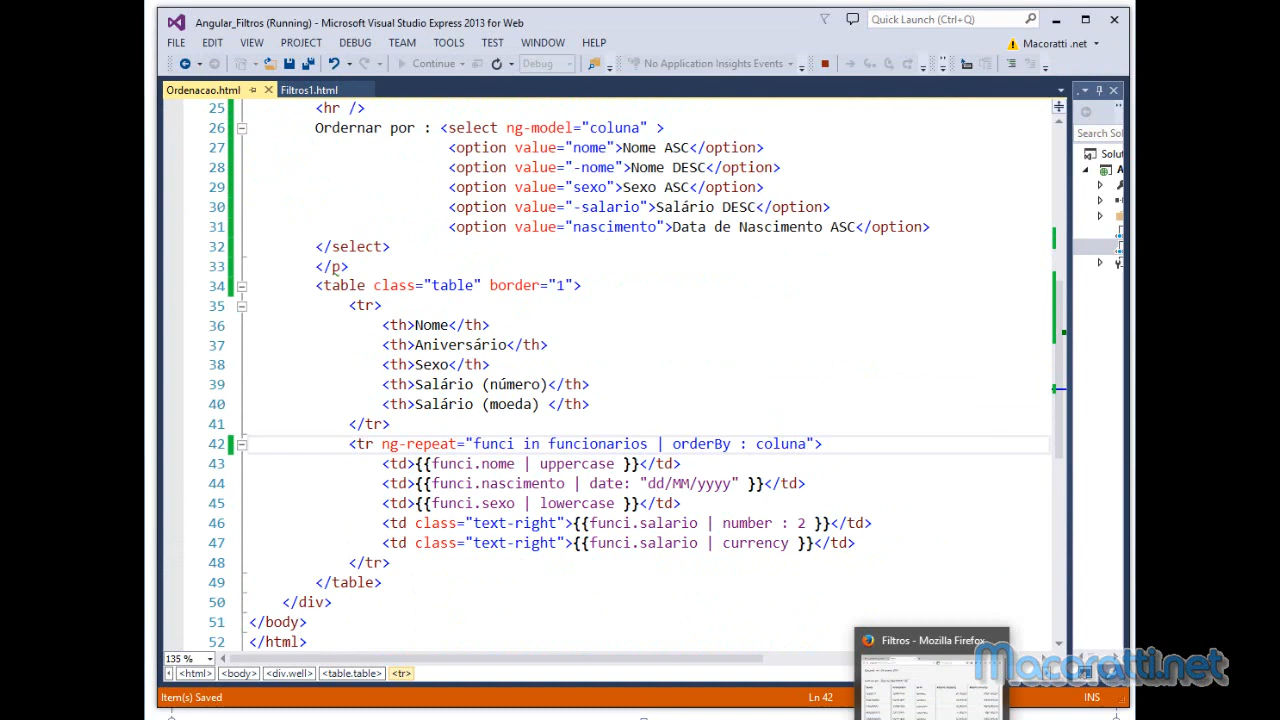 Angular_Filtros (Running) - Microsoft Visual Studio Express 2013 for Web
Quick Launch (Ctrl+Q)
FILE EDIT VIEW PROJECT DEBUG TEAM TOOLS TEST WINDOW HELP
Macoratti .net
Continue
Debug
No Application Insights Events
Ordenacao.html
Filtros1.html
Search Sol
Solut
25 <hr />
26 Ordernar por : <select ng-model="coluna" >
27 <option value="nome">Nome ASC</option>
28 <option value="-nome">Nome DESC</option>
29 <option value="sexo">Sexo ASC</option>
30 <option value="-salario">Salário DESC</option>
31 <option value="nascimento">Data de Nascimento ASC</option>
32 </select>
33 </p>
34 <table class="table" border="1">
35 <tr>
36 <th>Nome</th>
37 <th>Aniversário</th>
38 <th>Sexo</th>
39 <th>Salário (número)</th>
40 <th>Salário (moeda) </th>
41 </tr>
42 <tr ng-repeat="funci in funcionarios | orderBy : coluna">
43 <td>{{funci.nome | uppercase }}</td>
44 <td>{{funci.nascimento | date: "dd/MM/yyyy" }}</td>
45 <td>{{funci.sexo | lowercase }}</td>
46 <td class="text-right">{{funci.salario | number : 2 }}</td>
47 <td class="text-right">{{funci.salario | currency }}</td>
48 </tr>
49 </table>
50 </div>
51 </body>
52 </html>
135 %
<html> <body> <div.well> <table.table> <tr>
Item(s) Saved
Ln 42
INS
Filtros - Mozilla Firefox
Macoratti.net